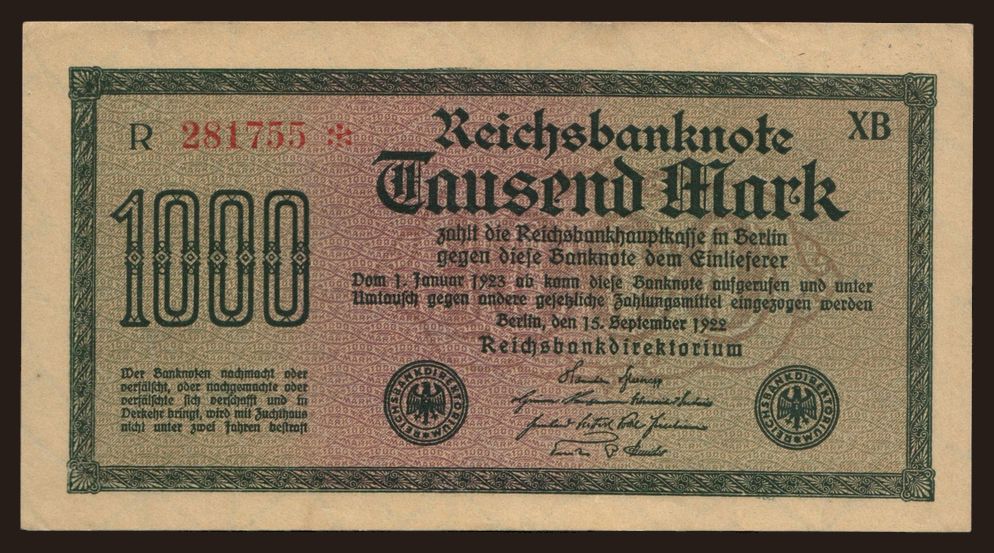 R 281755 *
XB
Reichsbanknote
Tausend Mark
1000
zahlt die Reichsbankhauptkasse in Berlin
gegen diese Banknote dem Einlieferer
Vom 1. Januar 1923 ab kann diese Banknote aufgerufen und unter
Umtausch gegen andere gesetzliche Zahlungsmittel eingezogen werden
Berlin, den 15. September 1922
Reichsbankdirektorium
Wer Banknoten nachmacht oder
verfälscht, oder nachgemachte oder
verfälschte sich verschafft und in
Verkehr bringt, wird mit Zuchthaus
nicht unter zwei Jahren bestraft
REICHSBANKDIREKTORIUM
REICHSBANKDIREKTORIUM